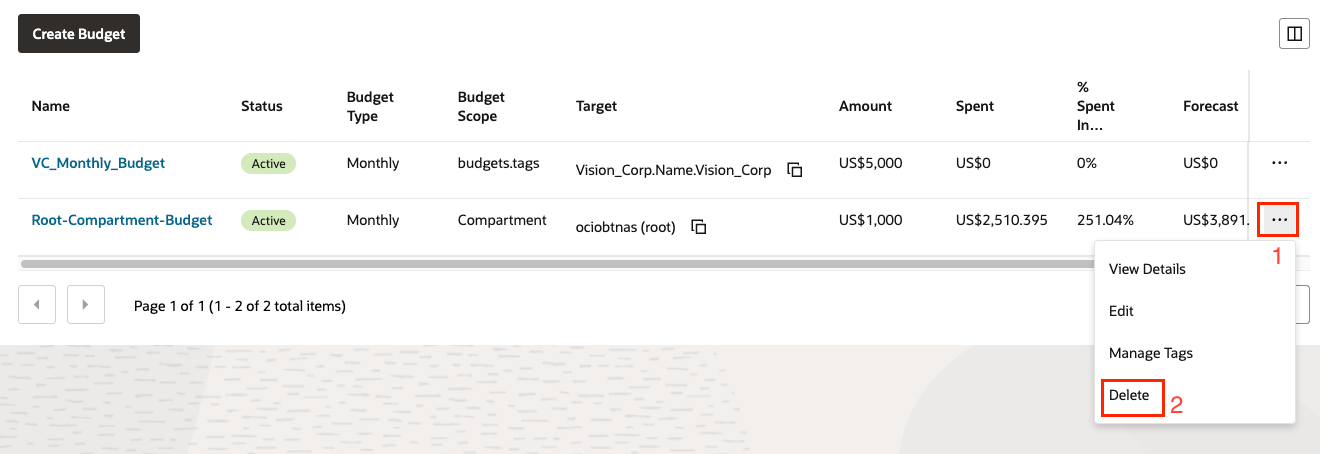 Create Budget
Name Status Budget Type Budget Scope Target Amount Spent % Spent In... Forecast
VC_Monthly_Budget Active Monthly budgets.tags Vision_Corp.Name.Vision_Corp US$5,000 US$0 0% US$0 ...
Root-Compartment-Budget Active Monthly Compartment ociobtnas (root) US$1,000 US$2,510.395 251.04% US$3,891. ...
1
View Details
Page 1 of 1 (1 - 2 of 2 total items)
Edit
Manage Tags
Delete 2